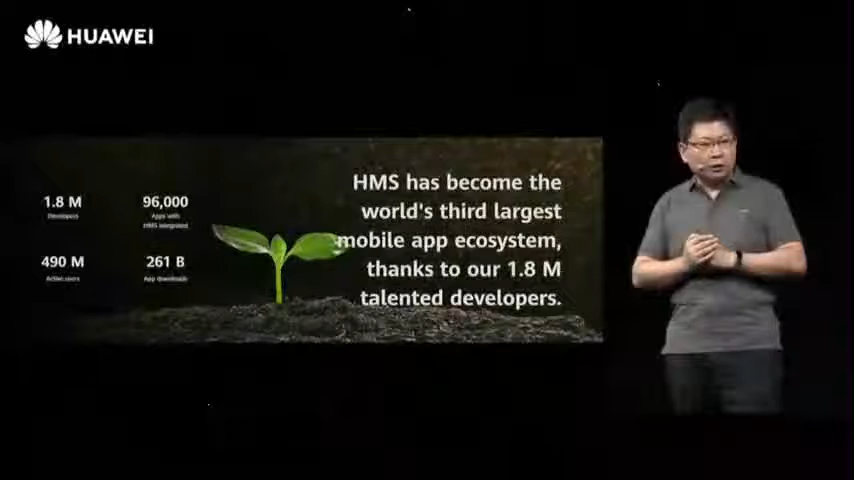 HUAWEI
1.8 M
Developers
96,000
Apps with
HMS integrated
490 M
Active users
261 B
App downloads
HMS has become the
world's third largest
mobile app ecosystem,
thanks to our 1.8 M
talented developers.